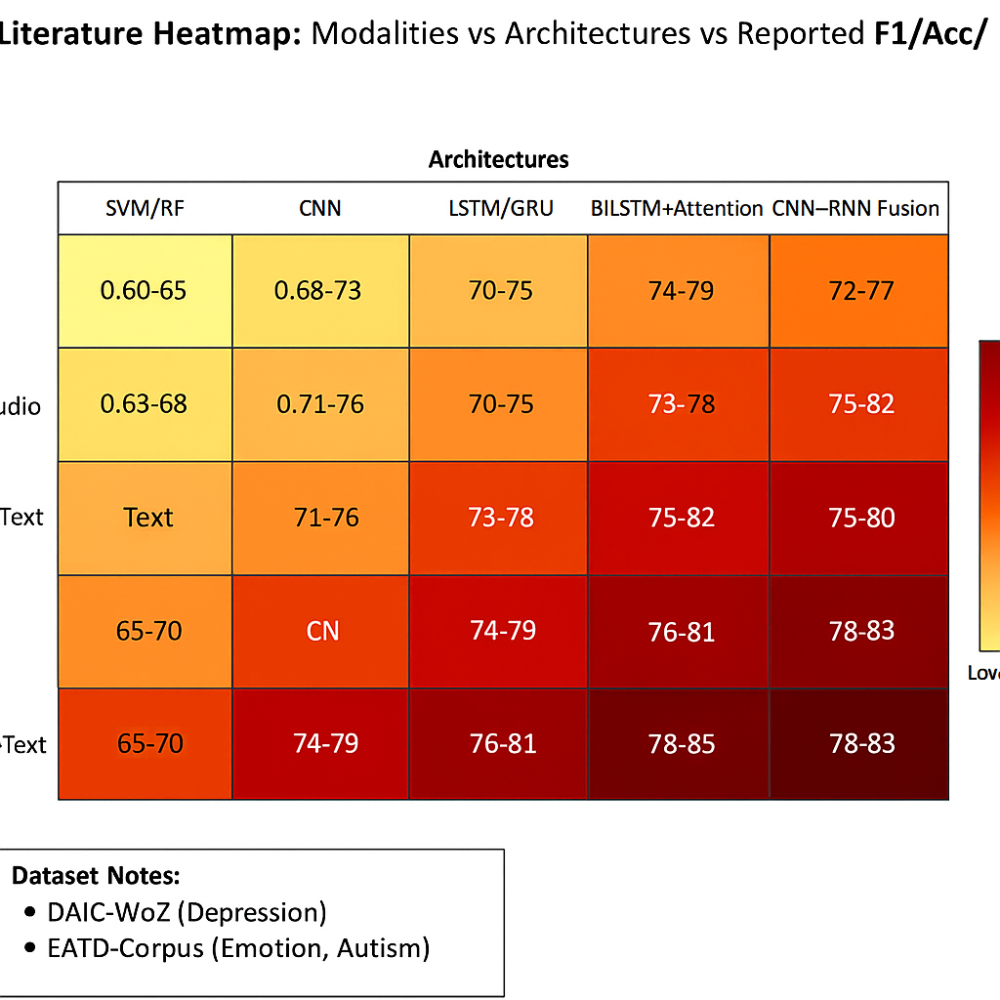 Literature Heatmap: Modalities vs Architectures vs Reported F1/Acc/
Architectures
SVM/RF CNN LSTM/GRU BILSTM+Attention CNN–RNN Fusion
0.60-65 0.68-73 70-75 74-79 72-77
udio 0.63-68 0.71-76 70-75 73-78 75-82
Text Text 71-76 73-78 75-82 75-80
65-70 CN 74-79 76-81 78-83
Text 65-70 74-79 76-81 78-85 78-83
Dataset Notes:
• DAIC-WoZ (Depression)
• EATD-Corpus (Emotion, Autism)